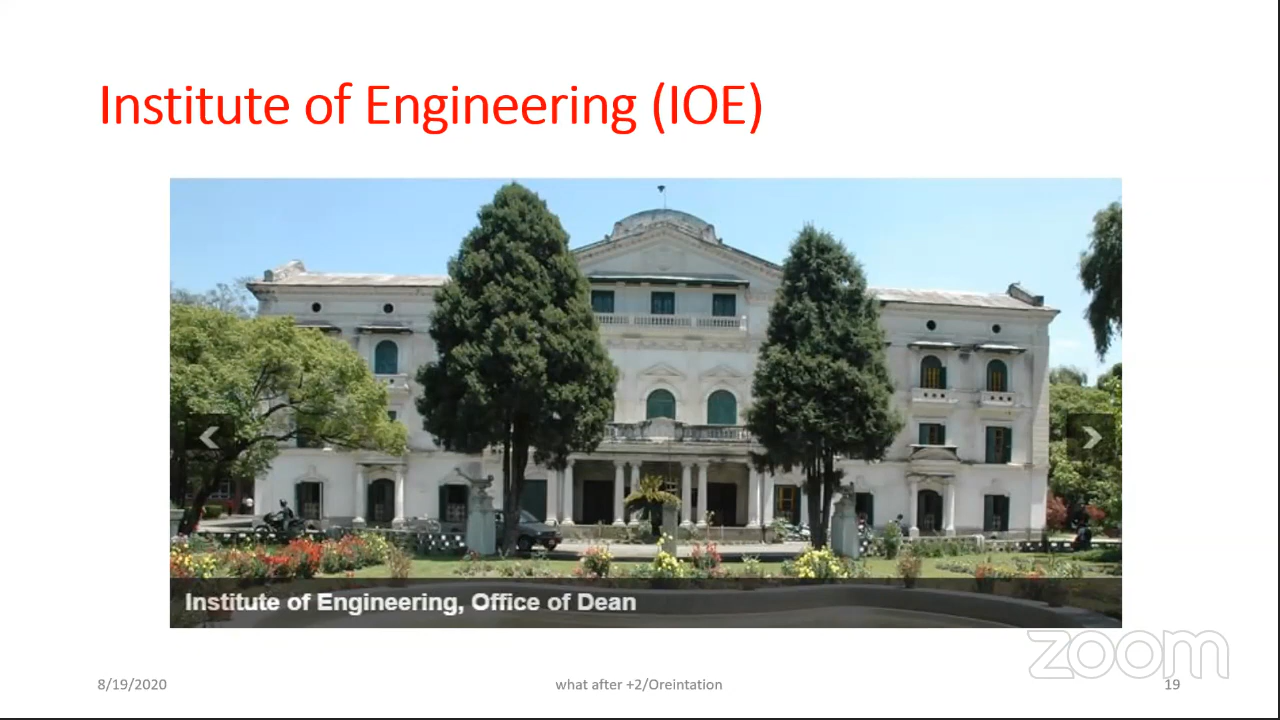 Institute of Engineering (IOE)
Institute of Engineering, Office of Dean
zoom
8/19/2020
what after +2/Oreintation
19